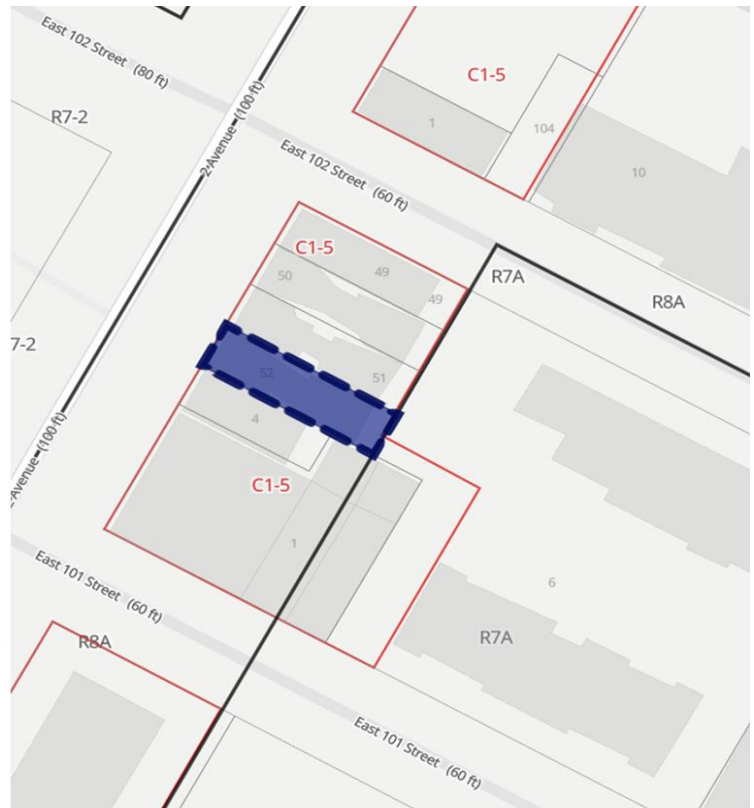 East 102 Street (80 ft)
R7-2
2 Avenue (100 ft)
C1-5
1
104
10
East 102 Street (60 ft)
C1-5
49
50
49
R7A
R8A
7-2
52
51
4
2 Avenue (100 ft)
C1-5
1
6
East 101 Street (60 ft)
R8A
R7A
East 101 Street (60 ft)